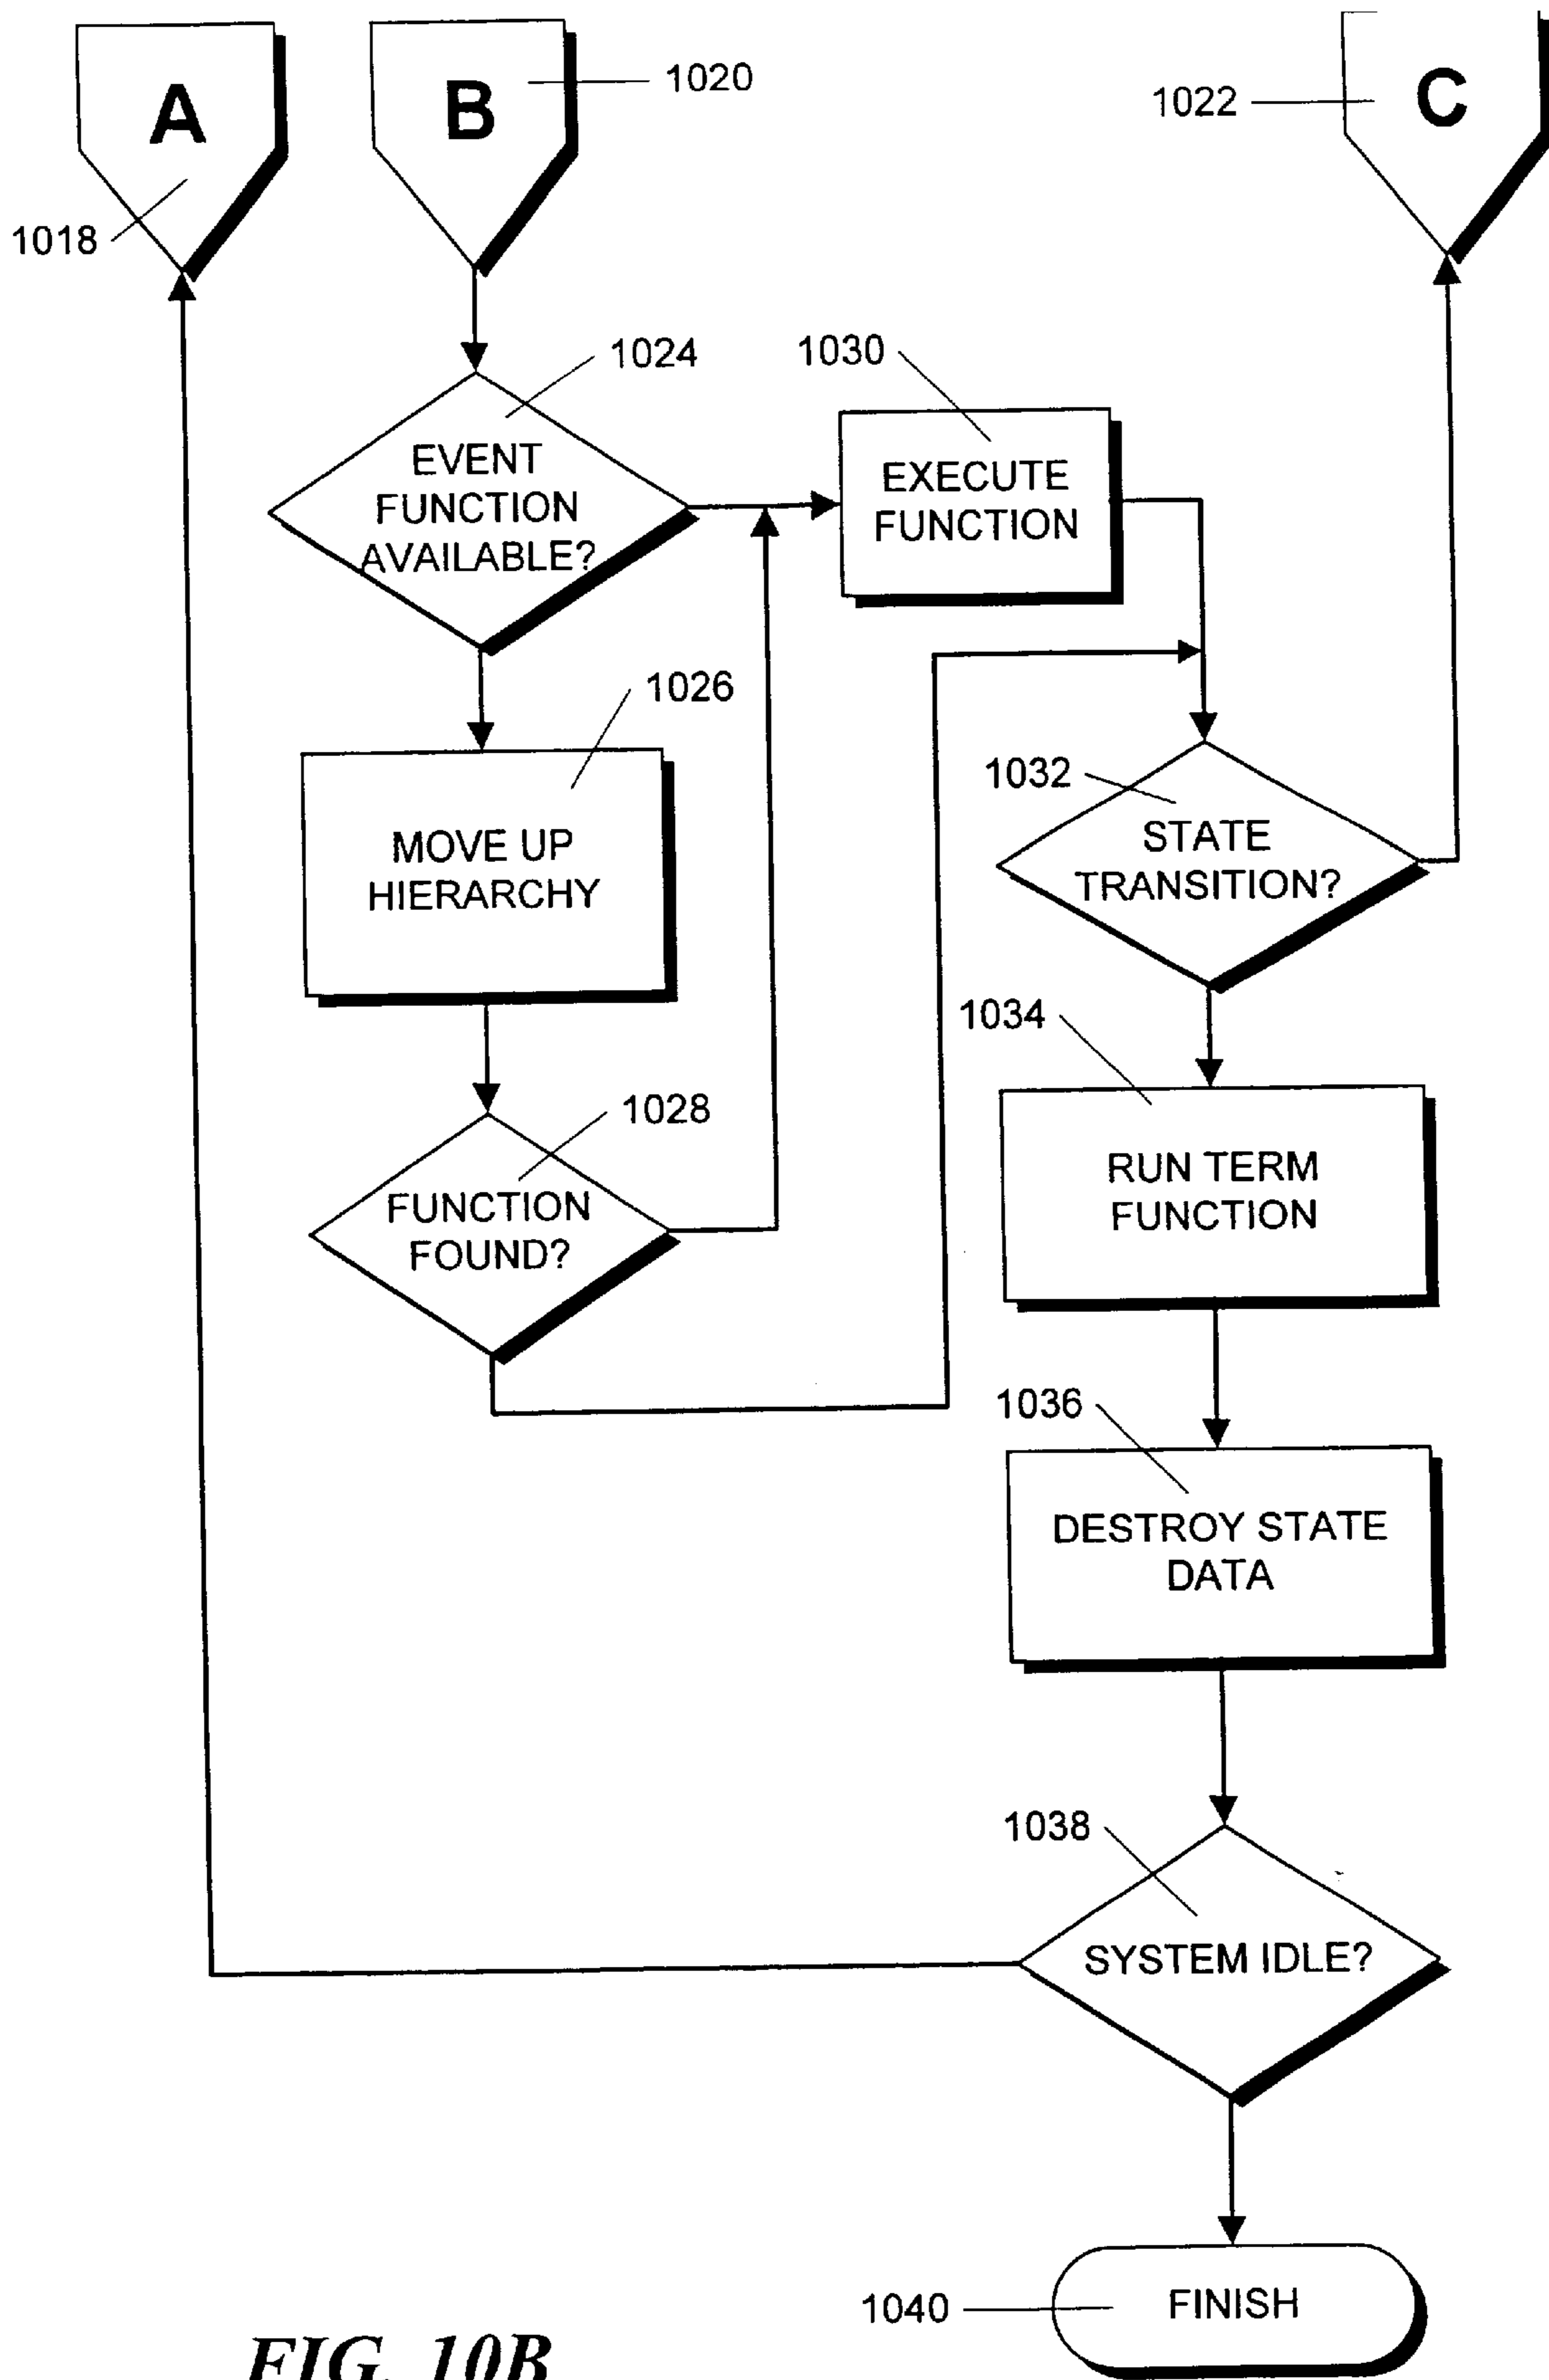 A
B
1020
1022
C
1018
1024
1030
EVENT
FUNCTION
AVAILABLE?
EXECUTE
FUNCTION
1026
1032
STATE
TRANSITION?
MOVE UP
HIERARCHY
1034
1028
RUN TERM
FUNCTION
FUNCTION
FOUND?
1036
DESTROY STATE
DATA
1038
SYSTEM IDLE?
1040
FINISH
FIG. 10B